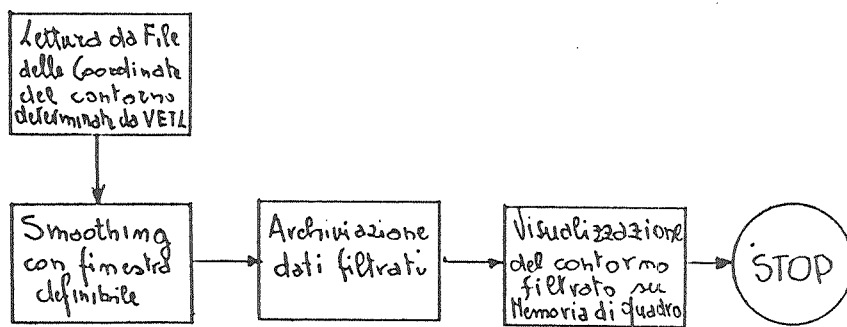 Lettura da File
delle Coordinate
del contorno
determinate da VETL
Smoothing
con finestra
definibile
Archiviazione
dati filtrati
Visualizzazione
del contorno
filtrato su
Memoria di quadro
STOP